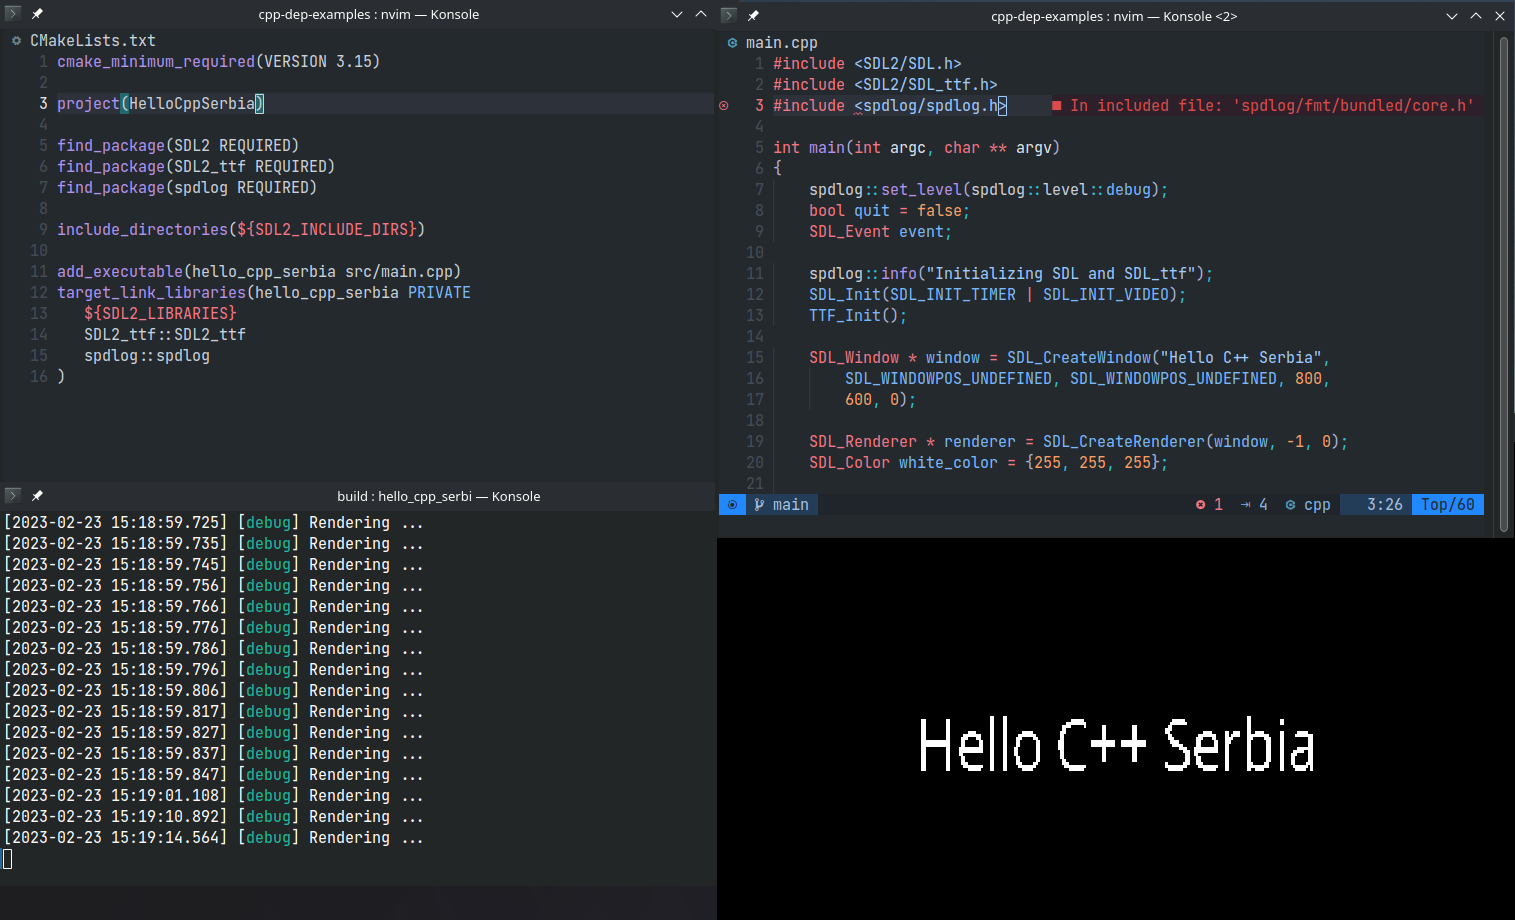 cpp-dep-examples : nvim — Konsole
CMakeLists.txt
1 cmake_minimum_required(VERSION 3.15)
2
3 project(HelloCppSerbia)
4
5 find_package(SDL2 REQUIRED)
6 find_package(SDL2_ttf REQUIRED)
7 find_package(spdlog REQUIRED)
8
9 include_directories(${SDL2_INCLUDE_DIRS})
10
11 add_executable(hello_cpp_serbia src/main.cpp)
12 target_link_libraries(hello_cpp_serbia PRIVATE
13    ${SDL2_LIBRARIES}
14    SDL2_ttf::SDL2_ttf
15    spdlog::spdlog
16 )
build : hello_cpp_serbi — Konsole
[2023-02-23 15:18:59.725] [debug] Rendering ...
[2023-02-23 15:18:59.735] [debug] Rendering ...
[2023-02-23 15:18:59.745] [debug] Rendering ...
[2023-02-23 15:18:59.756] [debug] Rendering ...
[2023-02-23 15:18:59.766] [debug] Rendering ...
[2023-02-23 15:18:59.776] [debug] Rendering ...
[2023-02-23 15:18:59.786] [debug] Rendering ...
[2023-02-23 15:18:59.796] [debug] Rendering ...
[2023-02-23 15:18:59.806] [debug] Rendering ...
[2023-02-23 15:18:59.817] [debug] Rendering ...
[2023-02-23 15:18:59.827] [debug] Rendering ...
[2023-02-23 15:18:59.837] [debug] Rendering ...
[2023-02-23 15:18:59.847] [debug] Rendering ...
[2023-02-23 15:19:01.108] [debug] Rendering ...
[2023-02-23 15:19:10.892] [debug] Rendering ...
[2023-02-23 15:19:14.564] [debug] Rendering ...
cpp-dep-examples : nvim — Konsole <2>
main.cpp
1 #include <SDL2/SDL.h>
2 #include <SDL2/SDL_ttf.h>
3 #include <spdlog/spdlog.h>     ■ In included file: 'spdlog/fmt/bundled/core.h'
4
5 int main(int argc, char ** argv)
6 {
7     spdlog::set_level(spdlog::level::debug);
8     bool quit = false;
9     SDL_Event event;
10
11     spdlog::info("Initializing SDL and SDL_ttf");
12     SDL_Init(SDL_INIT_TIMER | SDL_INIT_VIDEO);
13     TTF_Init();
14
15     SDL_Window * window = SDL_CreateWindow("Hello C++ Serbia",
16         SDL_WINDOWPOS_UNDEFINED, SDL_WINDOWPOS_UNDEFINED, 800,
17         600, 0);
18
19     SDL_Renderer * renderer = SDL_CreateRenderer(window, -1, 0);
20     SDL_Color white_color = {255, 255, 255};
21
main 1 ⇥ 4 cpp 3:26 Top/60
Hello C++ Serbia